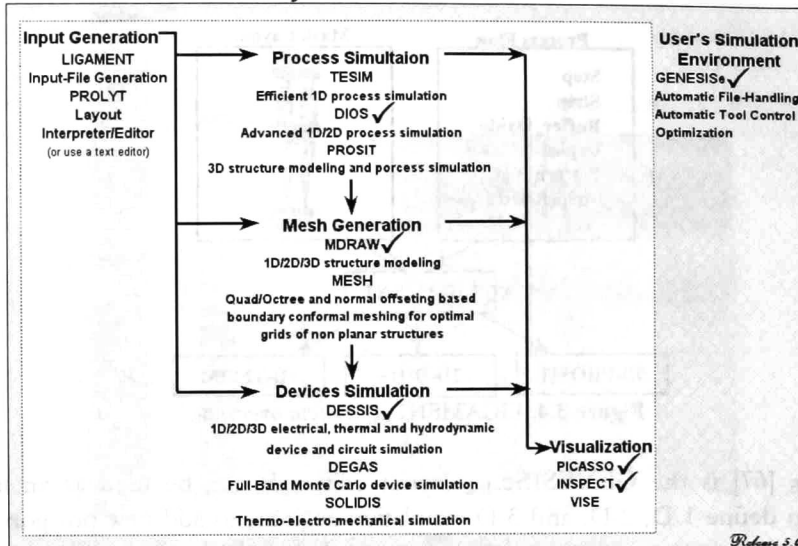 Input Generation
LIGAMENT
Input-File Generation
PROLYT
Layout
Interpreter/Editor
(or use a text editor)
Process Simultaion
TESIM
Efficient 1D process simulation
DIOS
Advanced 1D/2D process simulation
PROSIT
3D structure modeling and porcess simulation
Mesh Generation
MDRAW
1D/2D/3D structure modeling
MESH
Quad/Octree and normal offseting based
boundary conformal meshing for optimal
grids of non planar structures
Devices Simulation
DESSIS
1D/2D/3D electrical, thermal and hydrodynamic
device and circuit simulation
DEGAS
Full-Band Monte Carlo device simulation
SOLIDIS
Thermo-electro-mechanical simulation
User's Simulation
Environment
GENESISe
Automatic File-Handling
Automatic Tool Control
Optimization
Visualization
PICASSO
INSPECT
VISE
Release 5.0